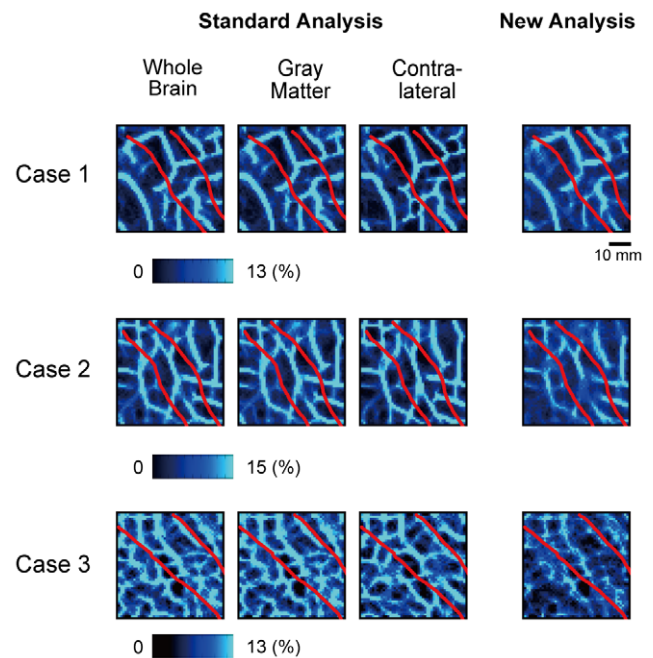 Standard Analysis New Analysis
Whole Brain Gray Matter Contra-lateral
Case 1
10 mm
0 13 (%)
Case 2
0 15 (%)
Case 3
0 13 (%)